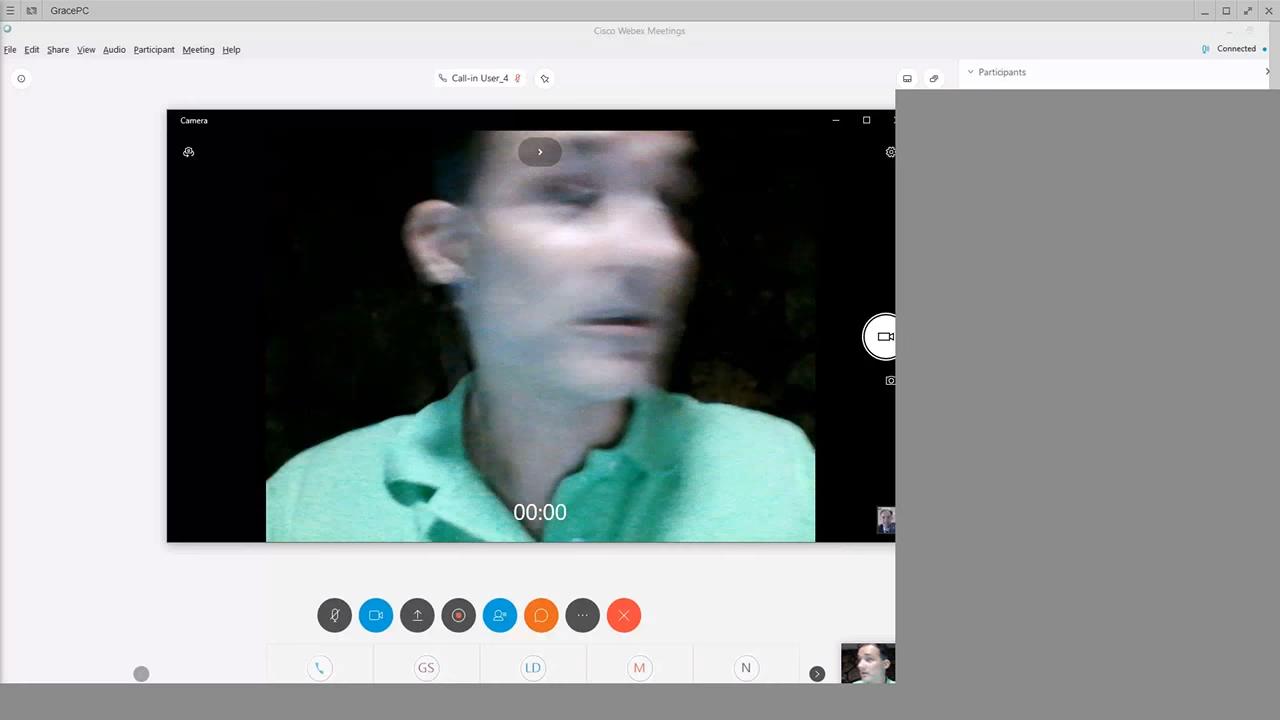 GracePC
Cisco Webex Meetings
File Edit Share View Audio Participant Meeting Help
Connected
Call-in User_4
Participants
Camera
00:00
GS LD M N